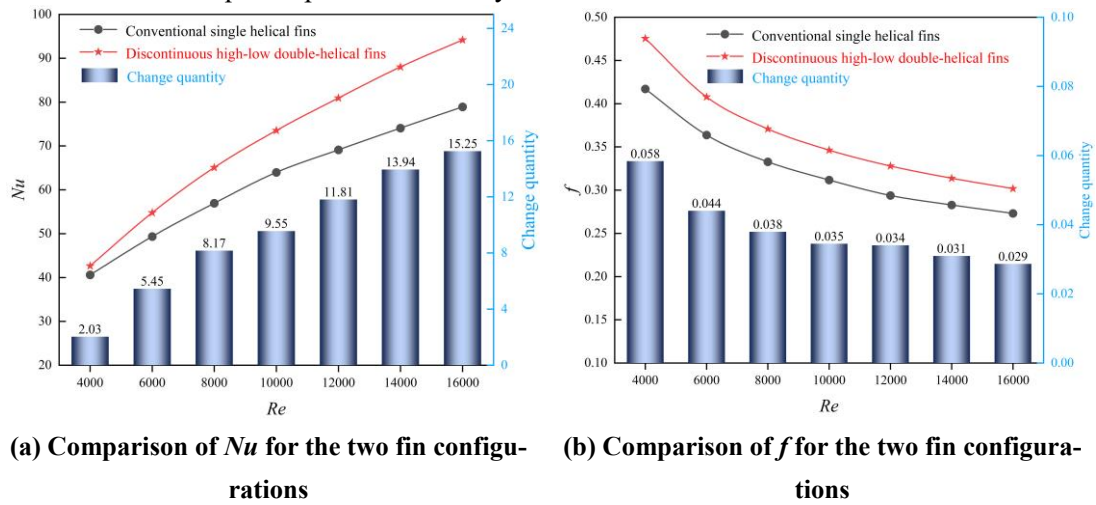 100
90
80
70
60
50
40
30
20
Nu
Conventional single helical fins
Discontinuous high-low double-helical fins
Change quantity
2.03
5.45
8.17
9.55
11.81
13.94
15.25
24
20
16
12
8
4
0
Change quantity
4000 6000 8000 10000 12000 14000 16000
Re
(a) Comparison of Nu for the two fin configu-
rations
0.50
0.45
0.40
0.35
0.30
0.25
0.20
0.15
0.10
f
Conventional single helical fins
Discontinuous high-low double-helical fins
Change quantity
0.058
0.044
0.038
0.035
0.034
0.031
0.029
0.10
0.08
0.06
0.04
0.02
0.00
Change quantity
4000 6000 8000 10000 12000 14000 16000
Re
(b) Comparison of f for the two fin configura-
tions